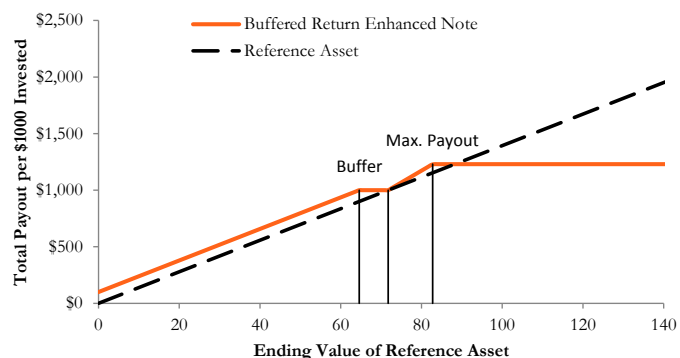 $2,500
Buffered Return Enhanced Note
Reference Asset
$2,000
$1,500
Max. Payout
Buffer
$1,000
$500
$0
0 20 40 60 80 100 120 140
Total Payout per $1000 Invested
Ending Value of Reference Asset